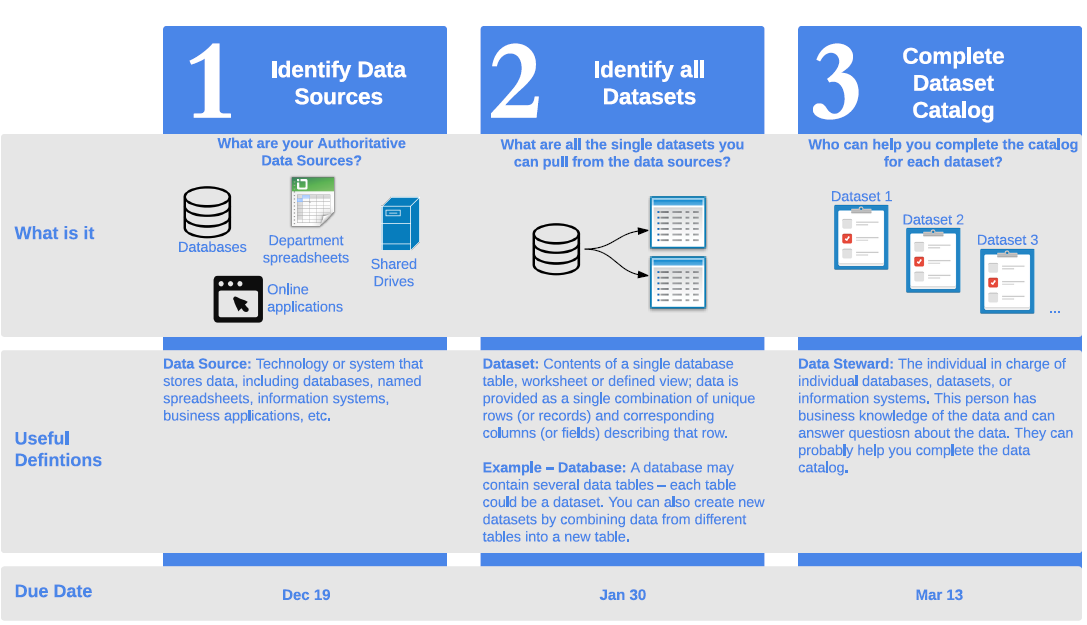 1
Identify Data
Sources
2
Identify all
Datasets
3
Complete
Dataset
Catalog
What is it
What are your Authoritative
Data Sources?
Databases
Department
spreadsheets
Shared
Drives
Online
applications
What are all the single datasets you
can pull from the data sources?
Who can help you complete the catalog
for each dataset?
Dataset 1
Dataset 2
Dataset 3
...
Useful
Defintions
Data Source: Technology or system that
stores data, including databases, named
spreadsheets, information systems,
business applications, etc.
Dataset: Contents of a single database
table, worksheet or defined view; data is
provided as a single combination of unique
rows (or records) and corresponding
columns (or fields) describing that row.
Example – Database: A database may
contain several data tables – each table
could be a dataset. You can also create new
datasets by combining data from different
tables into a new table.
Data Steward: The individual in charge of
individual databases, datasets, or
information systems. This person has
business knowledge of the data and can
answer questiosn about the data. They can
probably help you complete the data
catalog.
Due Date
Dec 19
Jan 30
Mar 13